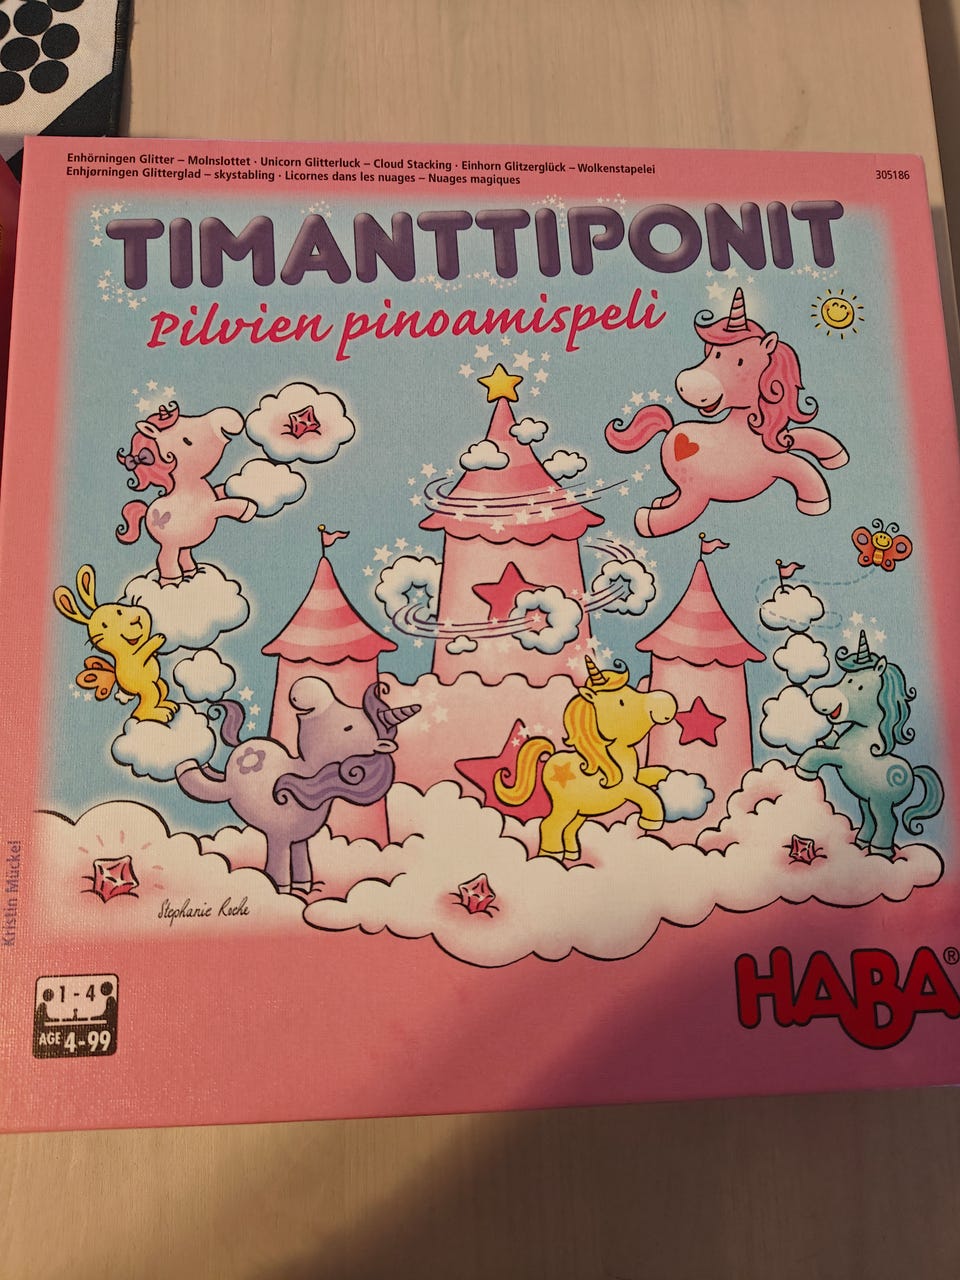 Enhörningen Glitter – Molnslottet · Unicorn Glitterluck – Cloud Stacking · Einhorn Glitzerglück – Wolkenstapelei
Enhjørningen Glitterglad – skystabling · Licornes dans les nuages – Nuages magiques
305186
TIMANTTIPONIT
Pilvien pinoamispeli
Kristin Mückel
Stephanie Roehe
1 - 4
AGE 4-99
HABA®